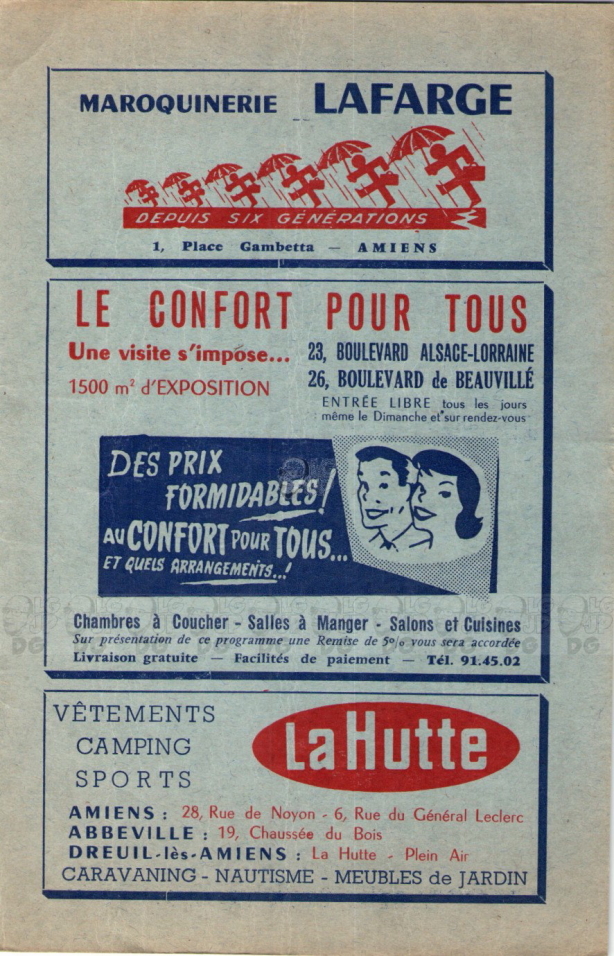 MAROQUINERIE LAFARGE
DEPUIS SIX GÉNÉRATIONS
1, Place Gambetta — AMIENS
LE CONFORT POUR TOUS
Une visite s'impose...
1500 m² d'EXPOSITION
23, BOULEVARD ALSACE-LORRAINE
26, BOULEVARD de BEAUVILLÉ
ENTRÉE LIBRE tous les jours
même le Dimanche et sur rendez-vous
DES PRIX
FORMIDABLES!
AU CONFORT POUR TOUS...
ET QUELS ARRANGEMENTS...!
Chambres à Coucher - Salles à Manger - Salons et Cuisines
Sur présentation de ce programme une Remise de 5% vous sera accordée
Livraison gratuite — Facilités de paiement — Tél. 91.45.02
VÊTEMENTS
CAMPING
SPORTS
La Hutte
AMIENS : 28, Rue de Noyon - 6, Rue du Général Leclerc
ABBEVILLE : 19, Chaussée du Bois
DREUIL-lès-AMIENS : La Hutte - Plein Air
CARAVANING - NAUTISME - MEUBLES de JARDIN